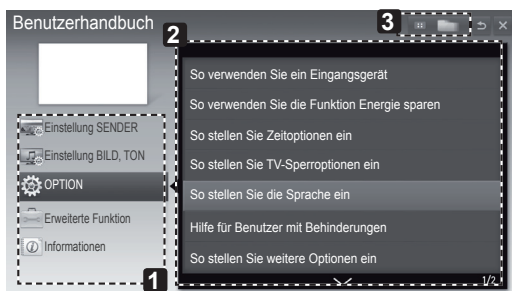 Benutzerhandbuch
2
3
Einstellung SENDER
Einstellung BILD, TON
OPTION
Erweiterte Funktion
Informationen
1
So verwenden Sie ein Eingangsgerät
So verwenden Sie die Funktion Energie sparen
So stellen Sie Zeitoptionen ein
So stellen Sie TV-Sperroptionen ein
So stellen Sie die Sprache ein
Hilfe für Benutzer mit Behinderungen
So stellen Sie weitere Optionen ein
1/2